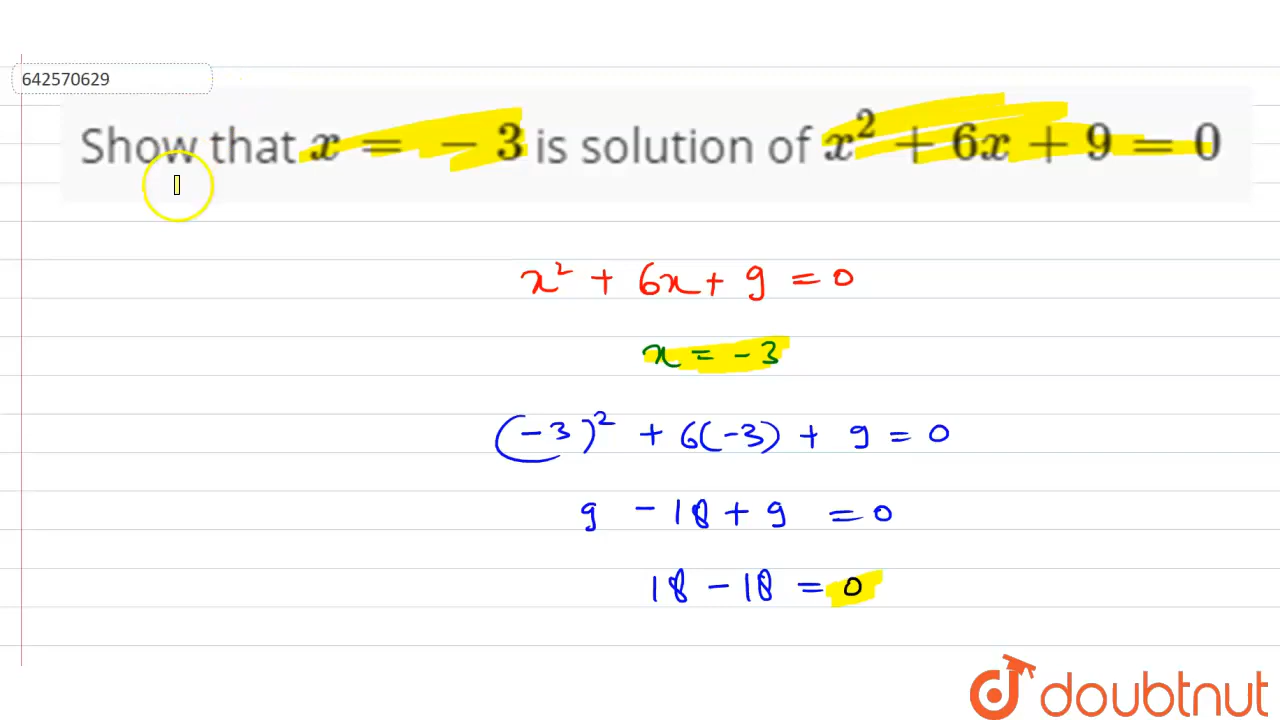 642570629
Show that x = − 3 is solution of x² + 6x + 9 = 0
x² + 6x + 9 = 0
x = -3
(-3)² + 6(-3) + 9 = 0
9 - 18 + 9 = 0
18 - 18 = 0
doubtnut